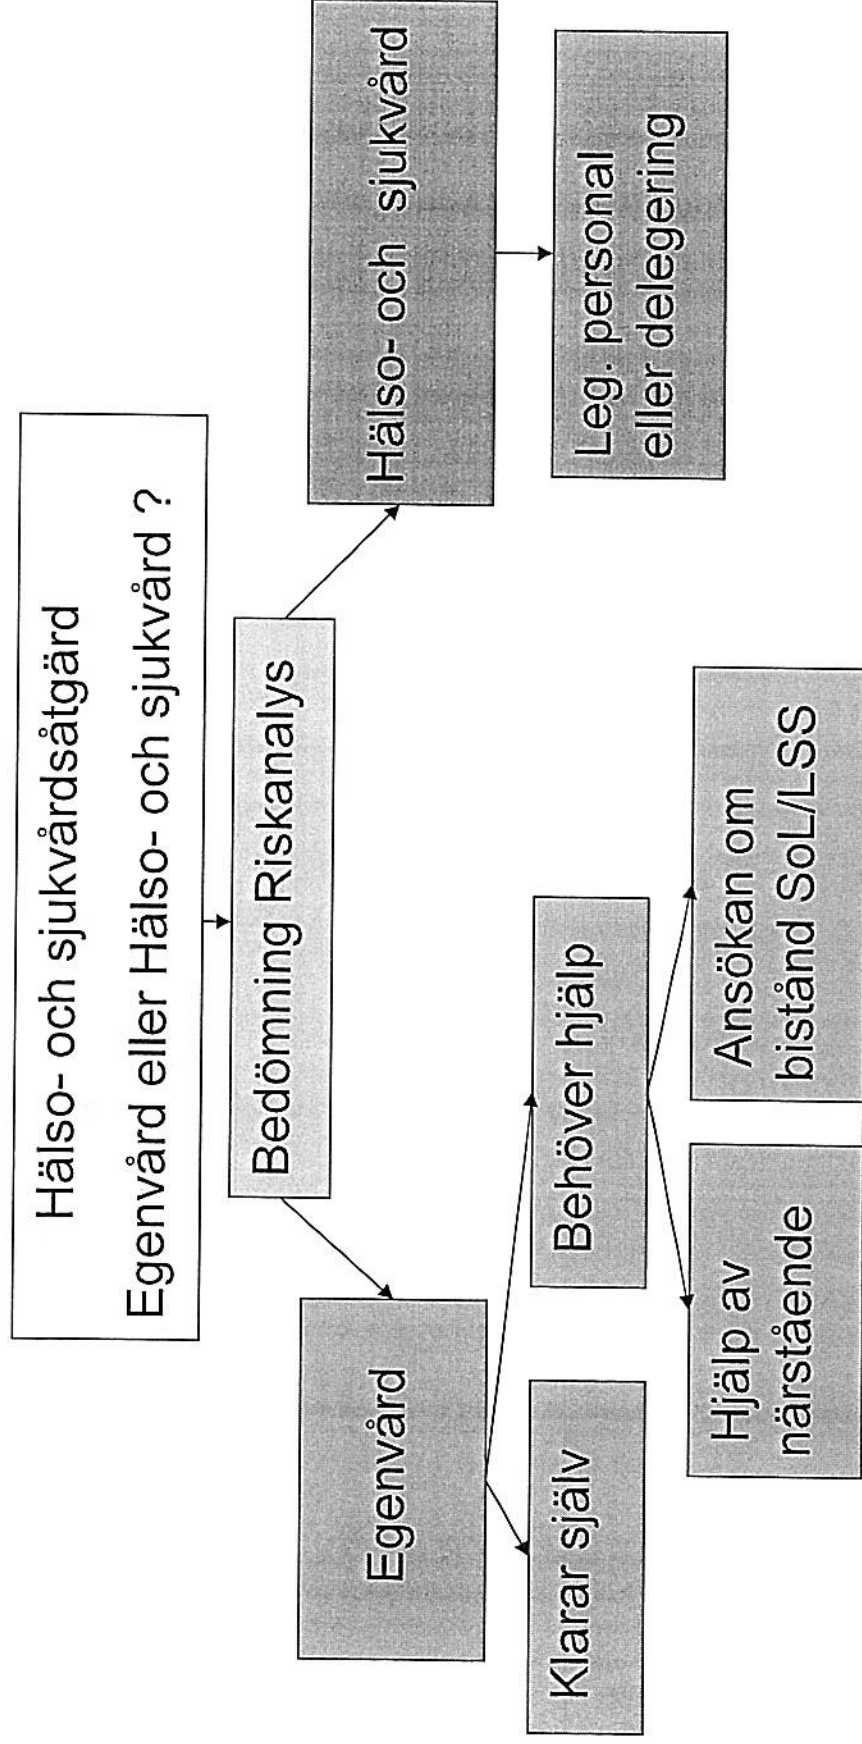 Hälso- och sjukvårdsåtgärd
Egenvård eller Hälso- och sjukvård ?
Bedömning Riskanalys
Egenvård
Hälso- och sjukvård
Klarar själv
Behöver hjälp
Leg. personal
eller delegering
Hjälp av
närstående
Ansökan om
bistånd SoL/LSS